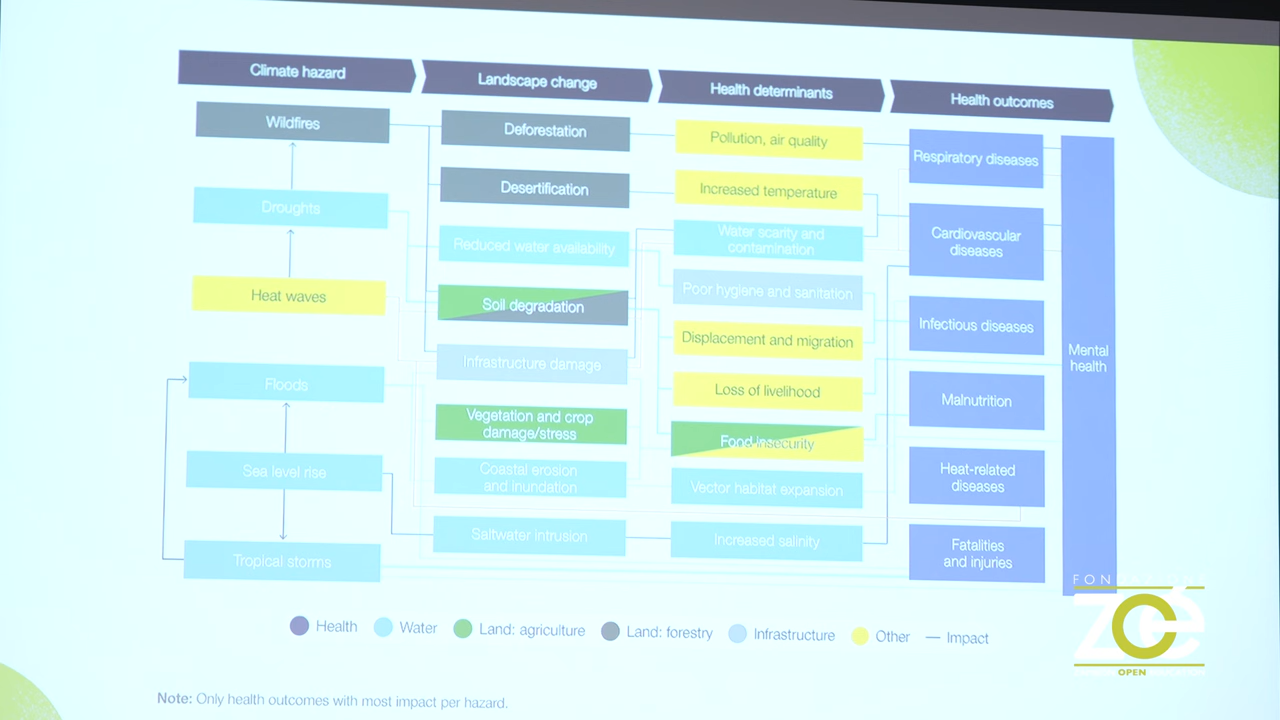 Climate hazard
Landscape change
Health determinants
Health outcomes
Wildfires
Droughts
Heat waves
Floods
Sea level rise
Tropical storms
Deforestation
Desertification
Reduced water availability
Soil degradation
Infrastructure damage
Vegetation and crop
damage/stress
Coastal erosion
and inundation
Saltwater intrusion
Pollution, air quality
Increased temperature
Water scarity and
contamination
Poor hygiene and sanitation
Displacement and migration
Loss of livelihood
Food insecurity
Vector habitat expansion
Increased salinity
Respiratory diseases
Cardiovascular
diseases
Infectious diseases
Malnutrition
Heat-related
diseases
Fatalities
and injuries
Mental
health
Health
Water
Land: agriculture
Land: forestry
Infrastructure
Other
Impact
Note: Only health outcomes with most impact per hazard.
zcé
OPEN